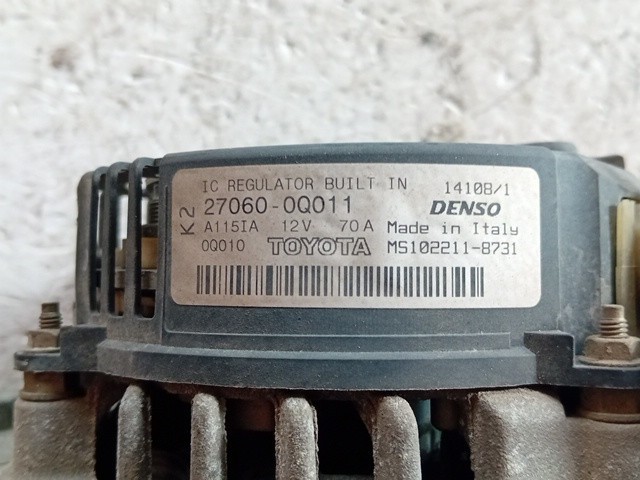 IC REGULATOR BUILT IN 14108/1
K2 27060-0Q011 DENSO
A115IA 12V 70A Made in Italy
0Q010 TOYOTA MS102211-8731